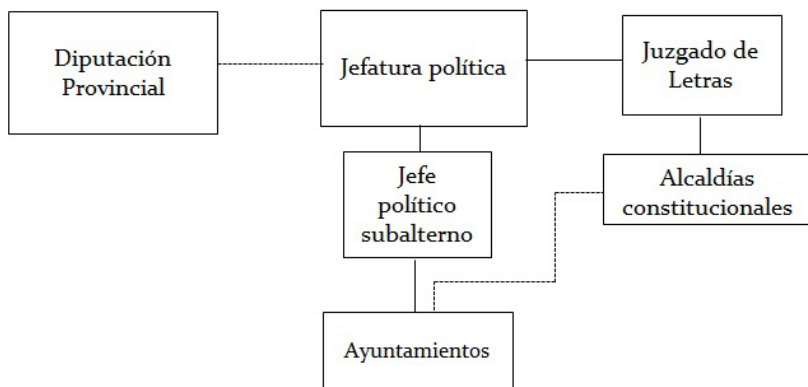 Diputación
Provincial
Jefatura política
Juzgado de
Letras
Jefe
político
subalterno
Alcaldías
constitucionales
Ayuntamientos